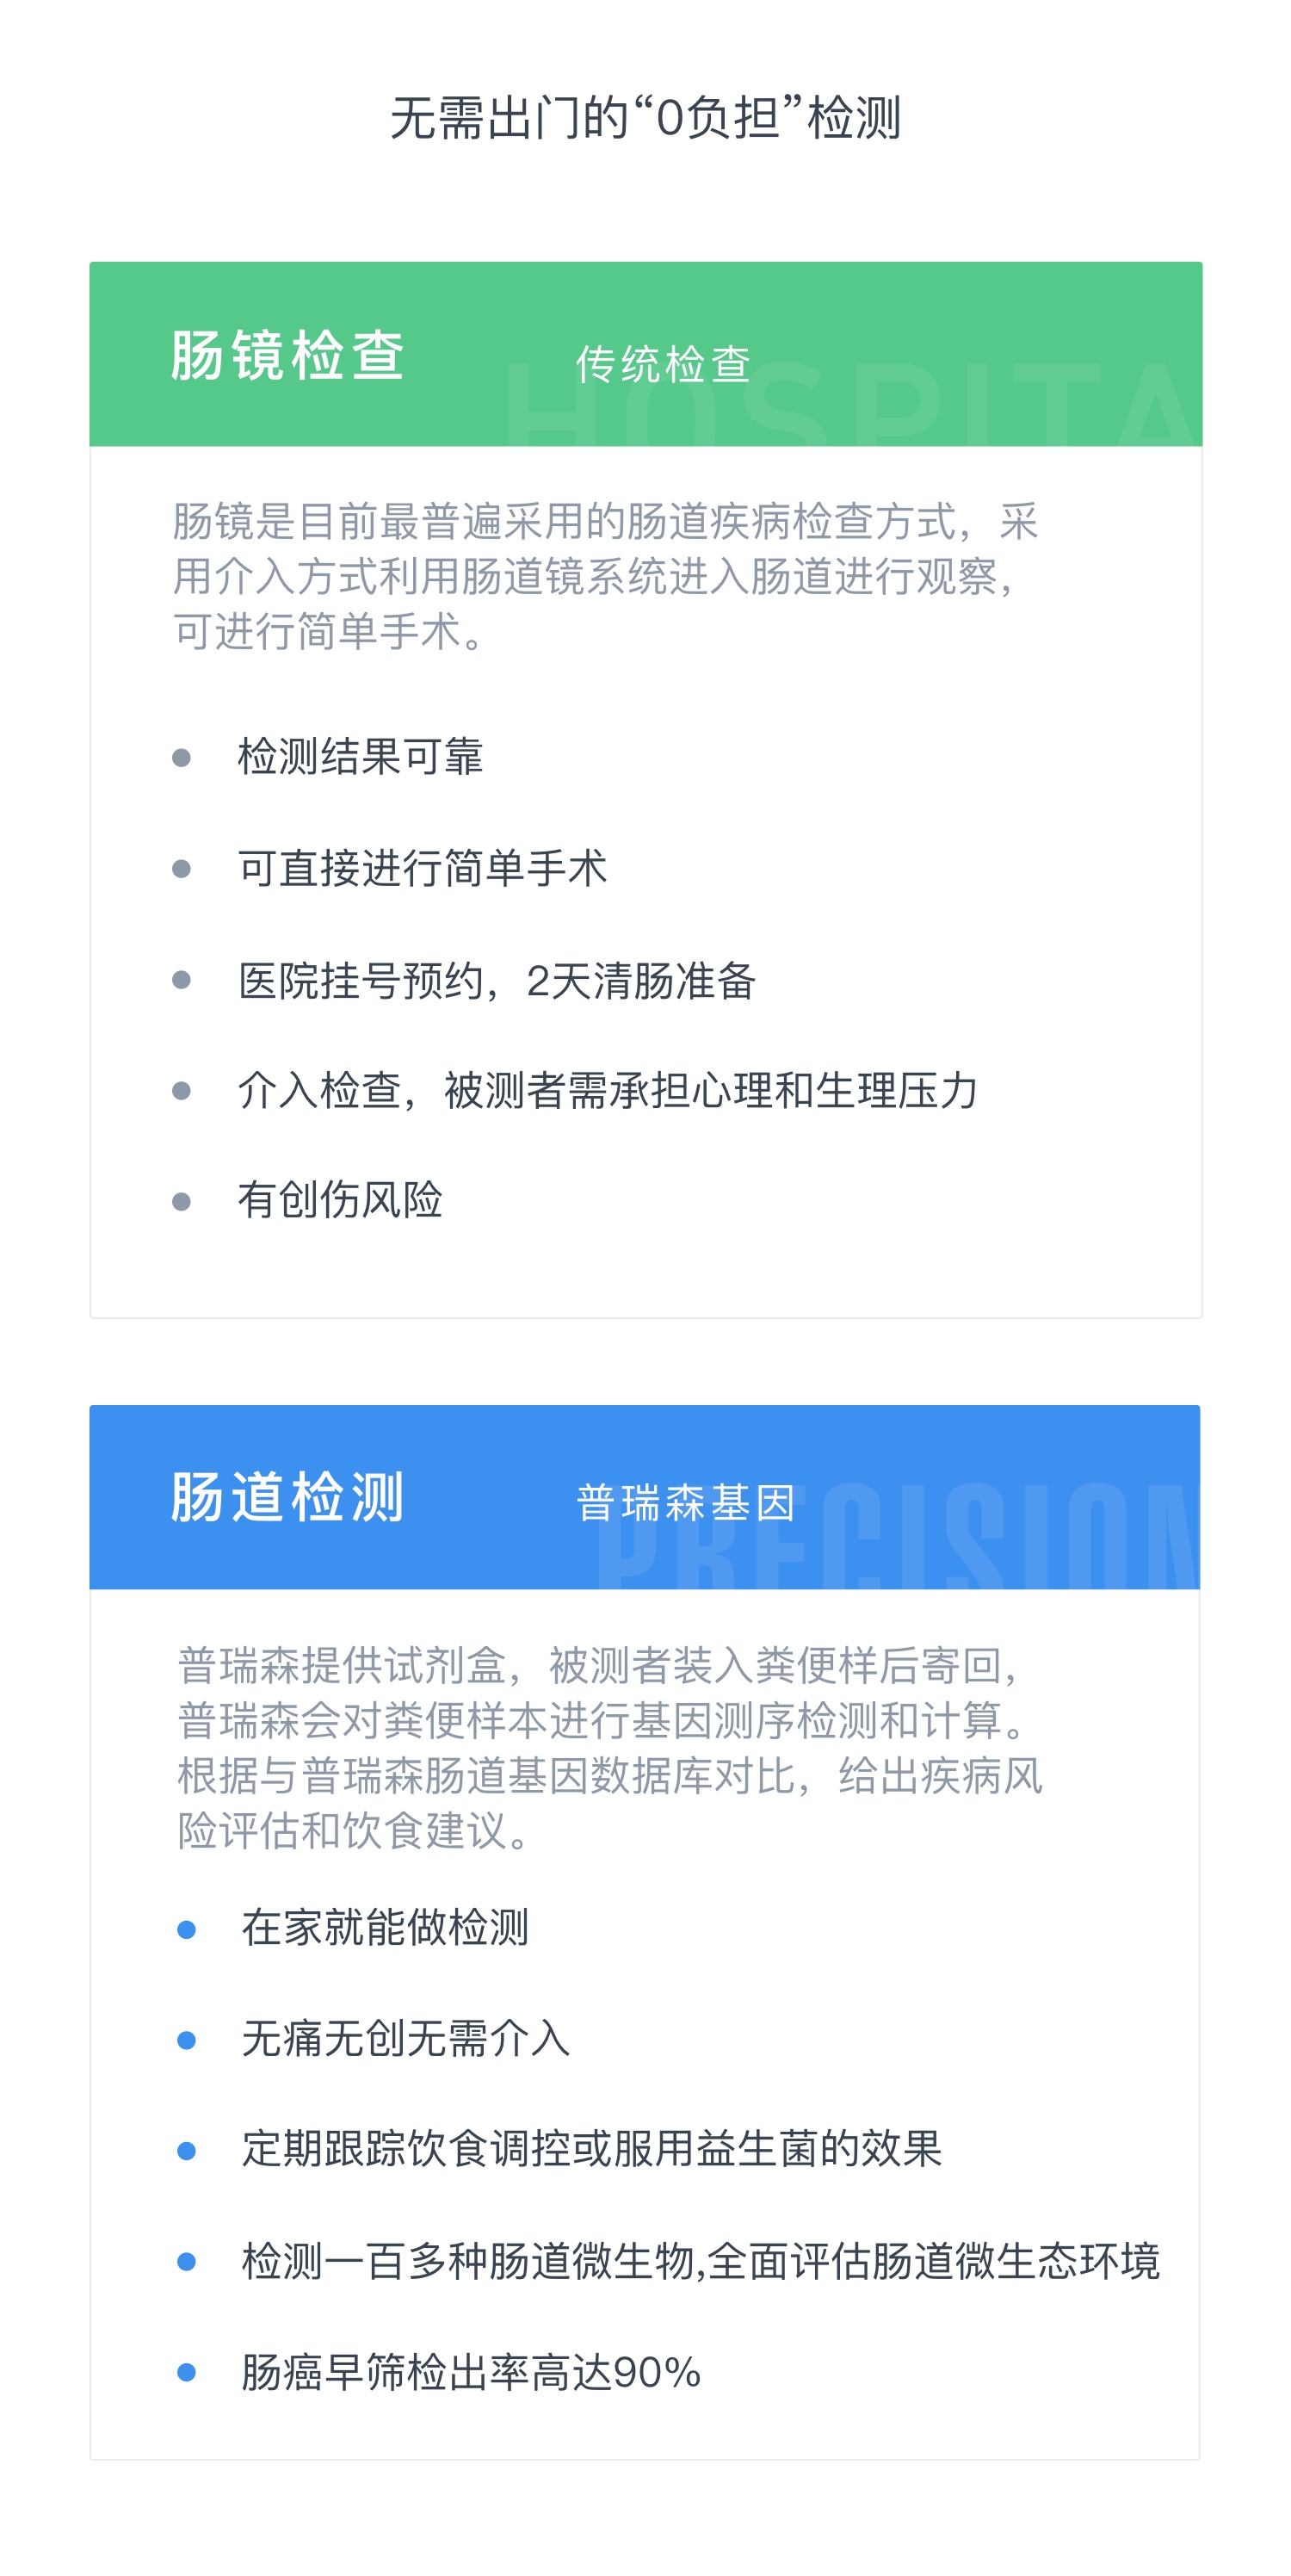 无需出门的“0负担”检测
肠镜检查
传统检查
HOSPITA
肠镜是目前最普遍采用的肠道疾病检查方式，采
用介入方式利用肠道镜系统进入肠道进行观察，
可进行简单手术。
检测结果可靠
可直接进行简单手术
医院挂号预约，2天清肠准备
介入检查，被测者需承担心理和生理压力
有创伤风险
肠道检测
普瑞森基因
PRECISION
普瑞森提供试剂盒，被测者装入粪便样后寄回，
普瑞森会对粪便样本进行基因测序检测和计算。
根据与普瑞森肠道基因数据库对比，给出疾病风
险评估和饮食建议。
在家就能做检测
无痛无创无需介入
定期跟踪饮食调控或服用益生菌的效果
检测一百多种肠道微生物,全面评估肠道微生态环境
肠癌早筛检出率高达90%